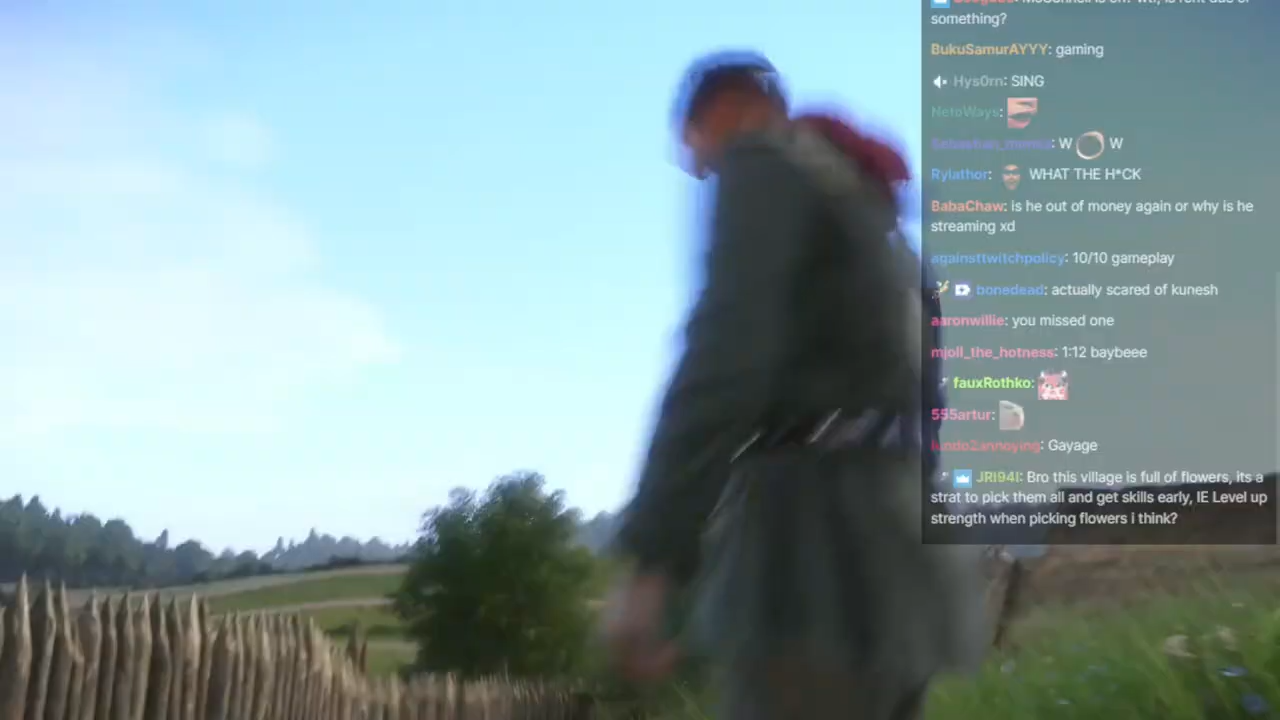 something?
BukuSamurAYYY: gaming
Hys0rn: SING
NetoWays:
W W
Rylathor: WHAT THE H*CK
BabaChaw: is he out of money again or why is he
streaming xd
againsttwitchpolicy: 10/10 gameplay
bonedead: actually scared of kunesh
aaronwillie: you missed one
mjoll_the_hotness: 1:12 baybeee
fauxRothko:
555artur:
lundo2annoying: Gayage
JRI94I: Bro this village is full of flowers, its a
strat to pick them all and get skills early, IE Level up
strength when picking flowers i think?